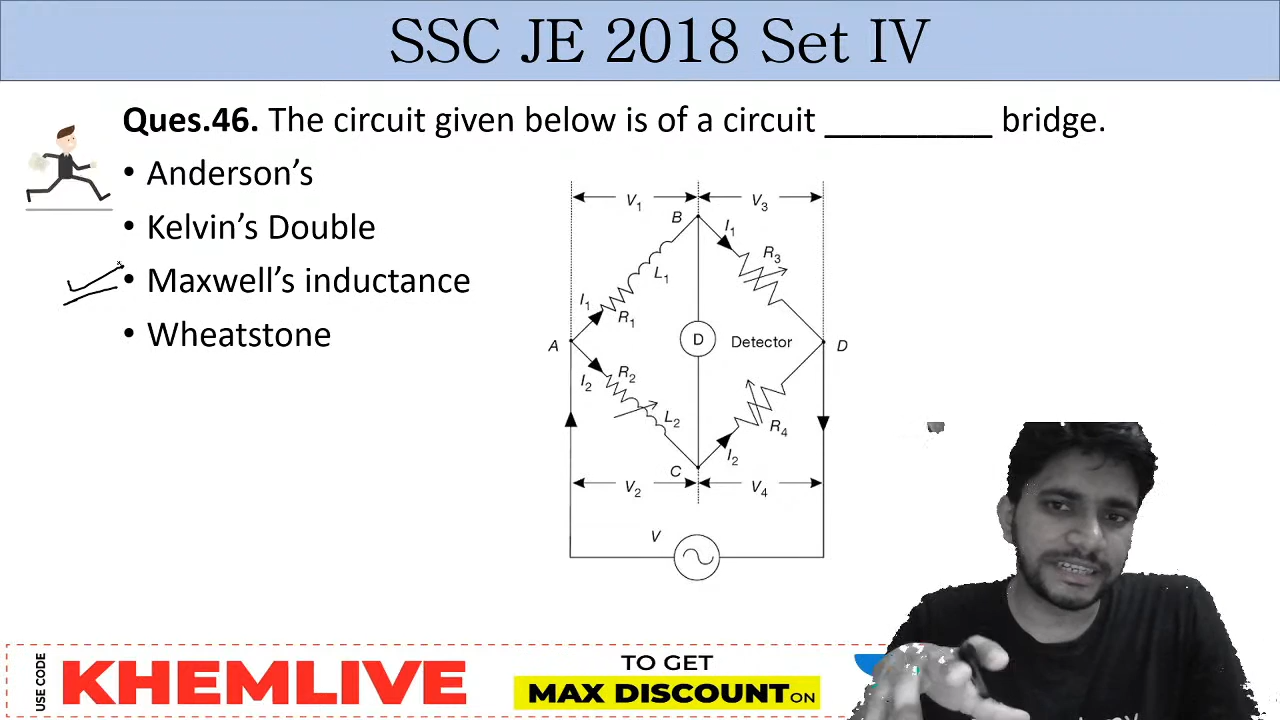 SSC JE 2018 Set IV
Ques.46. The circuit given below is of a circuit _________ bridge.
• Anderson's
• Kelvin's Double
• Maxwell's inductance
• Wheatstone
V1
V3
B
I1
R3
L1
I1
R1
A
D
Detector
D
I2
R2
L2
R4
I2
C
V2
V4
V
USE CODE
KHEMLIVE
TO GET
MAX DISCOUNT ON